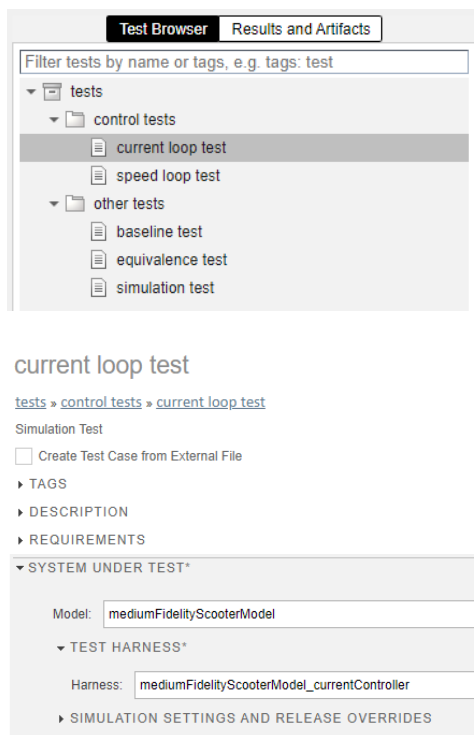 Test Browser Results and Artifacts
Filter tests by name or tags, e.g. tags: test
tests
control tests
current loop test
speed loop test
other tests
baseline test
equivalence test
simulation test
current loop test
tests » control tests » current loop test
Simulation Test
Create Test Case from External File
TAGS
DESCRIPTION
REQUIREMENTS
SYSTEM UNDER TEST*
Model: mediumFidelityScooterModel
TEST HARNESS*
Harness: mediumFidelityScooterModel_currentController
SIMULATION SETTINGS AND RELEASE OVERRIDES